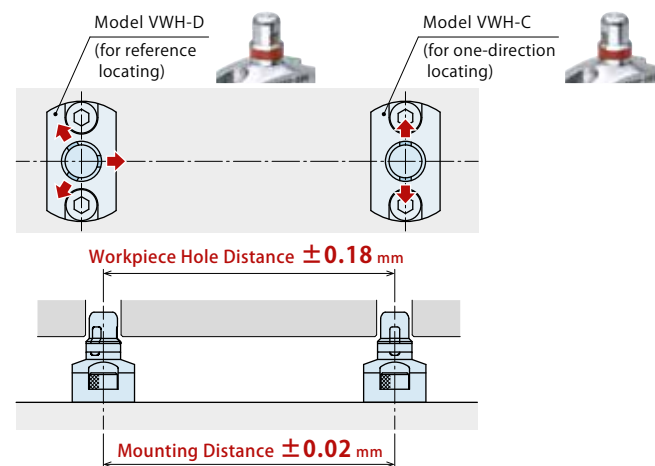 Model VWH-D
(for reference
locating)
Model VWH-C
(for one-direction
locating)
Workpiece Hole Distance ±0.18 mm
Mounting Distance ±0.02 mm